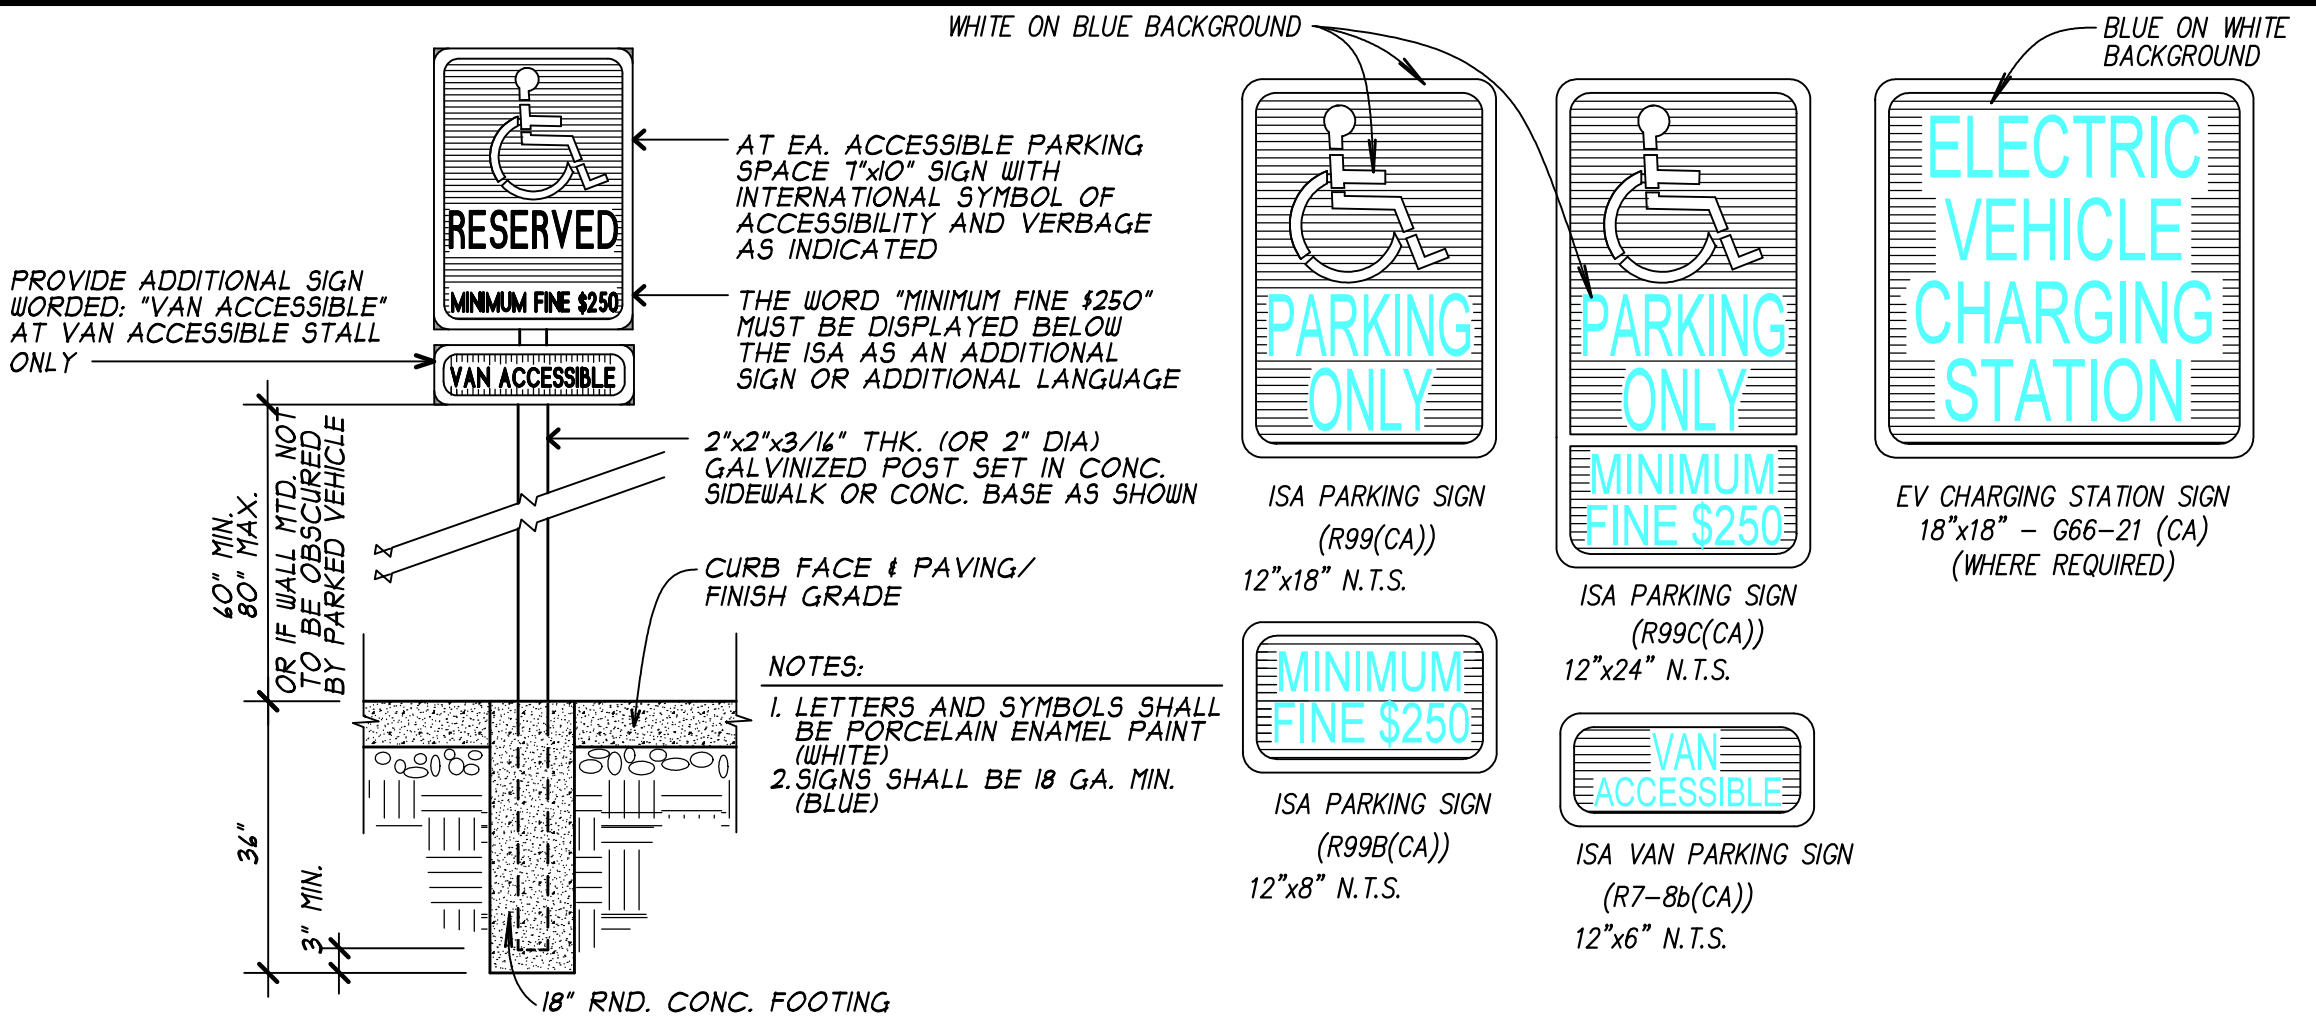 WHITE ON BLUE BACKGROUND
BLUE ON WHITE
BACKGROUND
RESERVED
MINIMUM FINE $250
VAN ACCESSIBLE
AT EA. ACCESSIBLE PARKING
SPACE 7"x10" SIGN WITH
INTERNATIONAL SYMBOL OF
ACCESSIBILITY AND VERBAGE
AS INDICATED
PROVIDE ADDITIONAL SIGN
WORDED: "VAN ACCESSIBLE"
AT VAN ACCESSIBLE STALL
ONLY
THE WORD "MINIMUM FINE $250"
MUST BE DISPLAYED BELOW
THE ISA AS AN ADDITIONAL
SIGN OR ADDITIONAL LANGUAGE
2"x2"x3/16" THK. (OR 2" DIA)
GALVINIZED POST SET IN CONC.
SIDEWALK OR CONC. BASE AS SHOWN
60" MIN.
80" MAX.
OR IF WALL MTD. NOT
TO BE OBSCURED
BY PARKED VEHICLE
CURB FACE & PAVING/
FINISH GRADE
36"
3" MIN.
18" RND. CONC. FOOTING
NOTES:
1. LETTERS AND SYMBOLS SHALL
BE PORCELAIN ENAMEL PAINT
(WHITE)
2. SIGNS SHALL BE 18 GA. MIN.
(BLUE)
PARKING
ONLY
ISA PARKING SIGN
(R99(CA))
12"x18" N.T.S.
MINIMUM
FINE $250
ISA PARKING SIGN
(R99B(CA))
12"x8" N.T.S.
PARKING
ONLY
MINIMUM
FINE $250
ISA PARKING SIGN
(R99C(CA))
12"x24" N.T.S.
VAN
ACCESSIBLE
ISA VAN PARKING SIGN
(R7-8b(CA))
12"x6" N.T.S.
ELECTRIC
VEHICLE
CHARGING
STATION
EV CHARGING STATION SIGN
18"x18" - G66-21 (CA)
(WHERE REQUIRED)